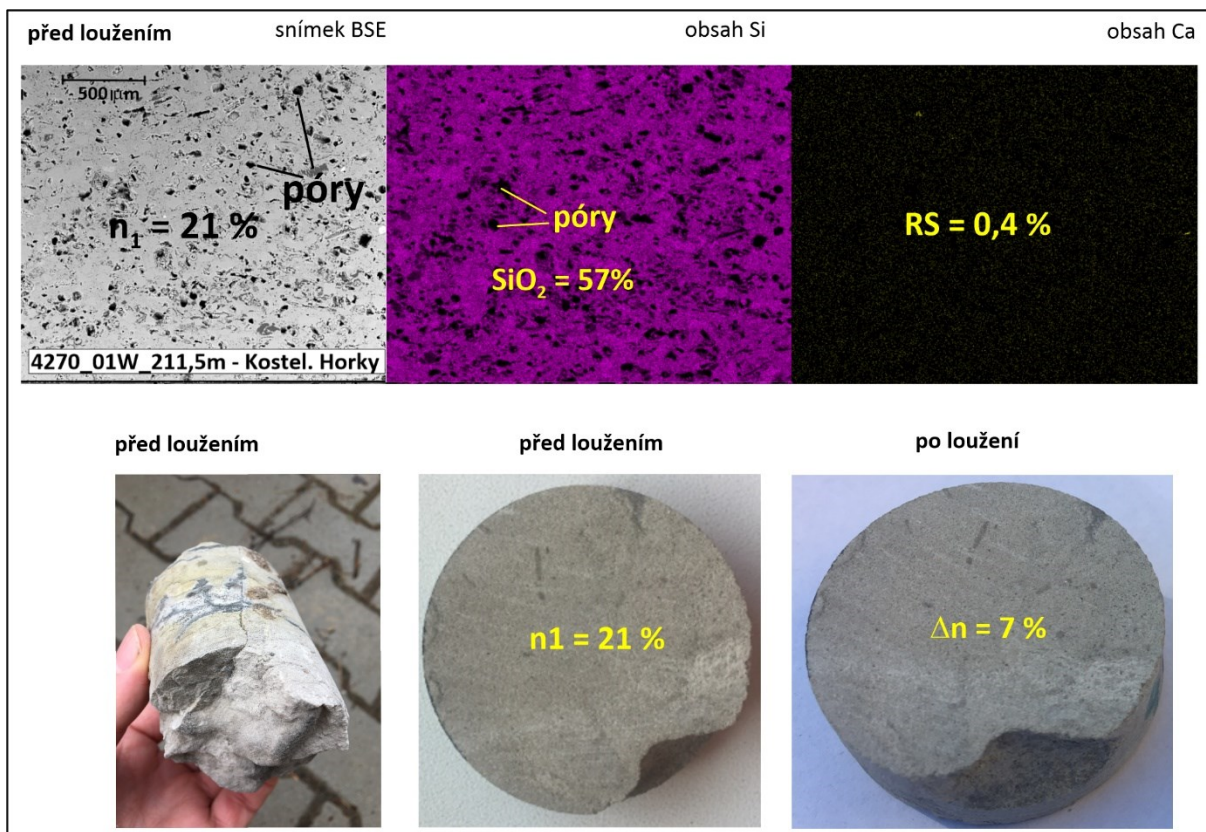 před loužením
snímek BSE
obsah Si
obsah Ca
500 µm
póry
n₁ = 21 %
póry
SiO₂ = 57%
RS = 0,4 %
4270_01W_211,5m - Kostel. Horky
před loužením
před loužením
po loužení
n1 = 21 %
Δn = 7 %